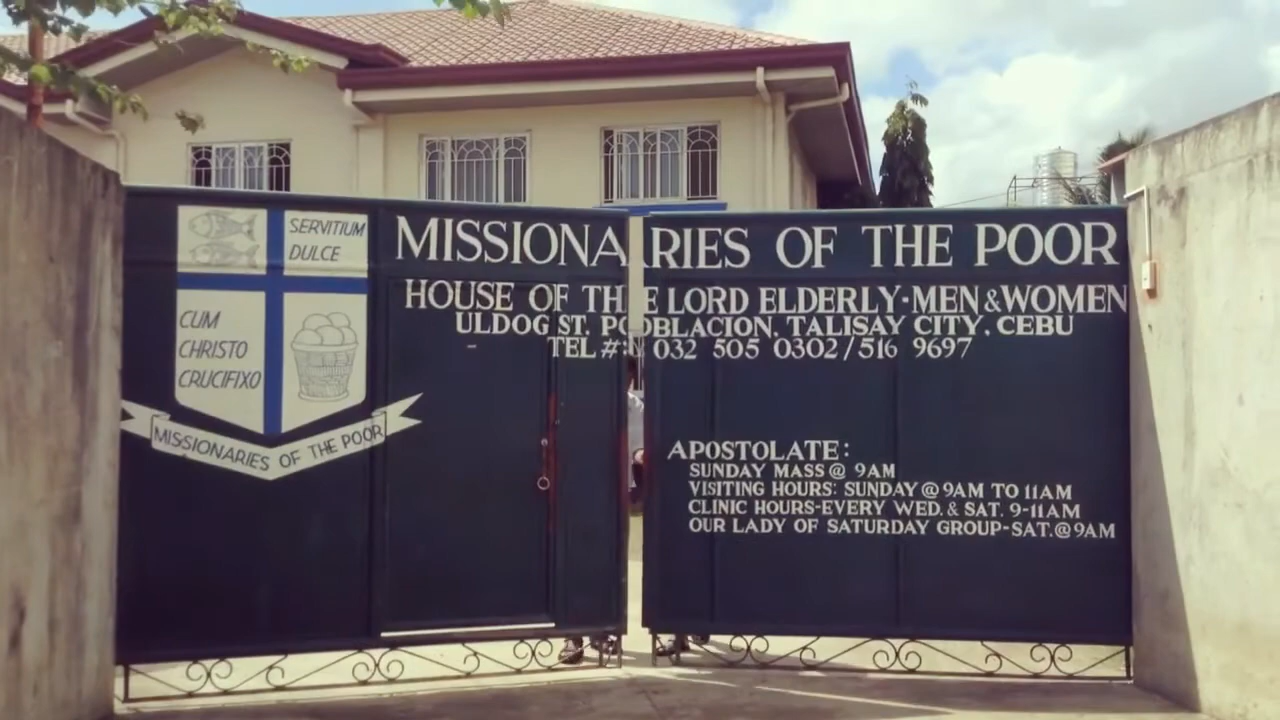 SERVITIUM
DULCE
CUM
CHRISTO
CRUCIFIXO
MISSIONARIES OF THE POOR
MISSIONARIES OF THE POOR
HOUSE OF THE LORD ELDERLY-MEN & WOMEN
ULDOG ST. POBLACION, TALISAY CITY, CEBU
TEL #: 032 505 0302/516 9697
APOSTOLATE:
SUNDAY MASS @ 9AM
VISITING HOURS: SUNDAY @ 9AM TO 11AM
CLINIC HOURS-EVERY WED. & SAT. 9-11AM
OUR LADY OF SATURDAY GROUP-SAT.@9AM